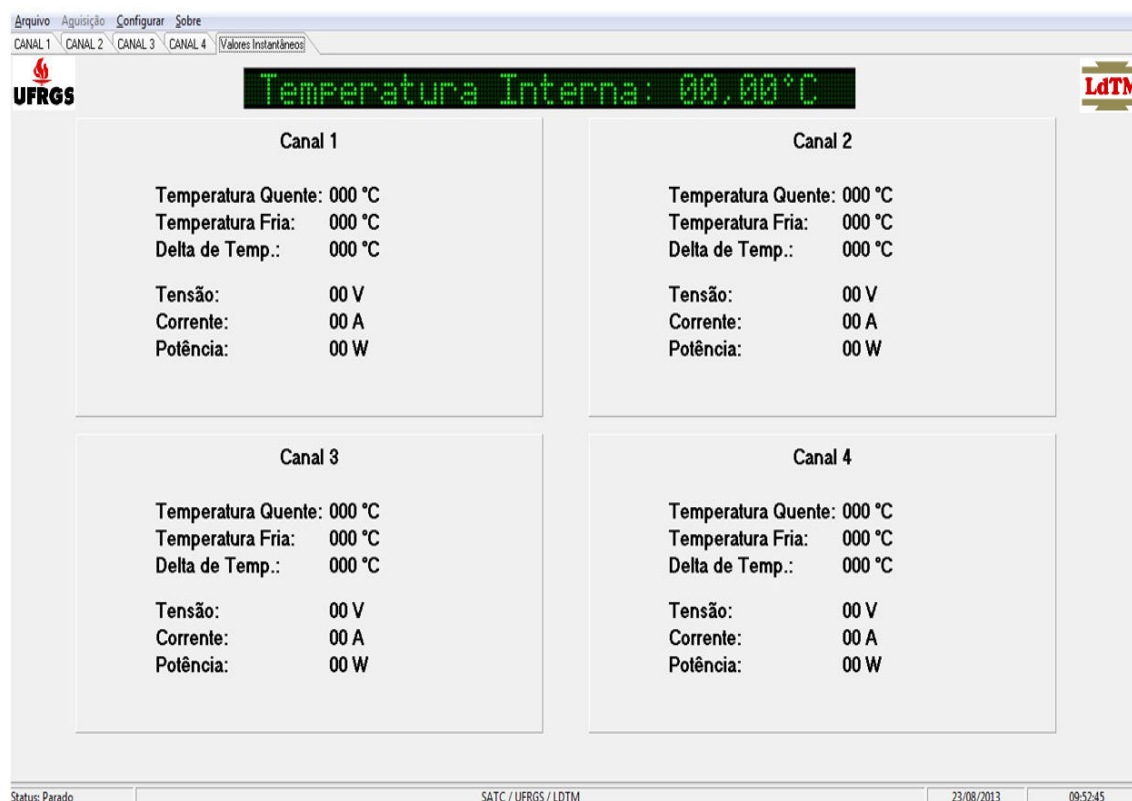 Arquivo Aguisição Configurar Sobre
CANAL 1 CANAL 2 CANAL 3 CANAL 4 Valores Instantâneos
UFRGS
Temperatura Interna: 00.00°C
LdTM
Canal 1
Temperatura Quente: 000 °C
Temperatura Fria: 000 °C
Delta de Temp.: 000 °C
Tensão: 00 V
Corrente: 00 A
Potência: 00 W
Canal 2
Temperatura Quente: 000 °C
Temperatura Fria: 000 °C
Delta de Temp.: 000 °C
Tensão: 00 V
Corrente: 00 A
Potência: 00 W
Canal 3
Temperatura Quente: 000 °C
Temperatura Fria: 000 °C
Delta de Temp.: 000 °C
Tensão: 00 V
Corrente: 00 A
Potência: 00 W
Canal 4
Temperatura Quente: 000 °C
Temperatura Fria: 000 °C
Delta de Temp.: 000 °C
Tensão: 00 V
Corrente: 00 A
Potência: 00 W
Status: Parado SATC / UFRGS / LDTM 23/08/2013 09:52:45